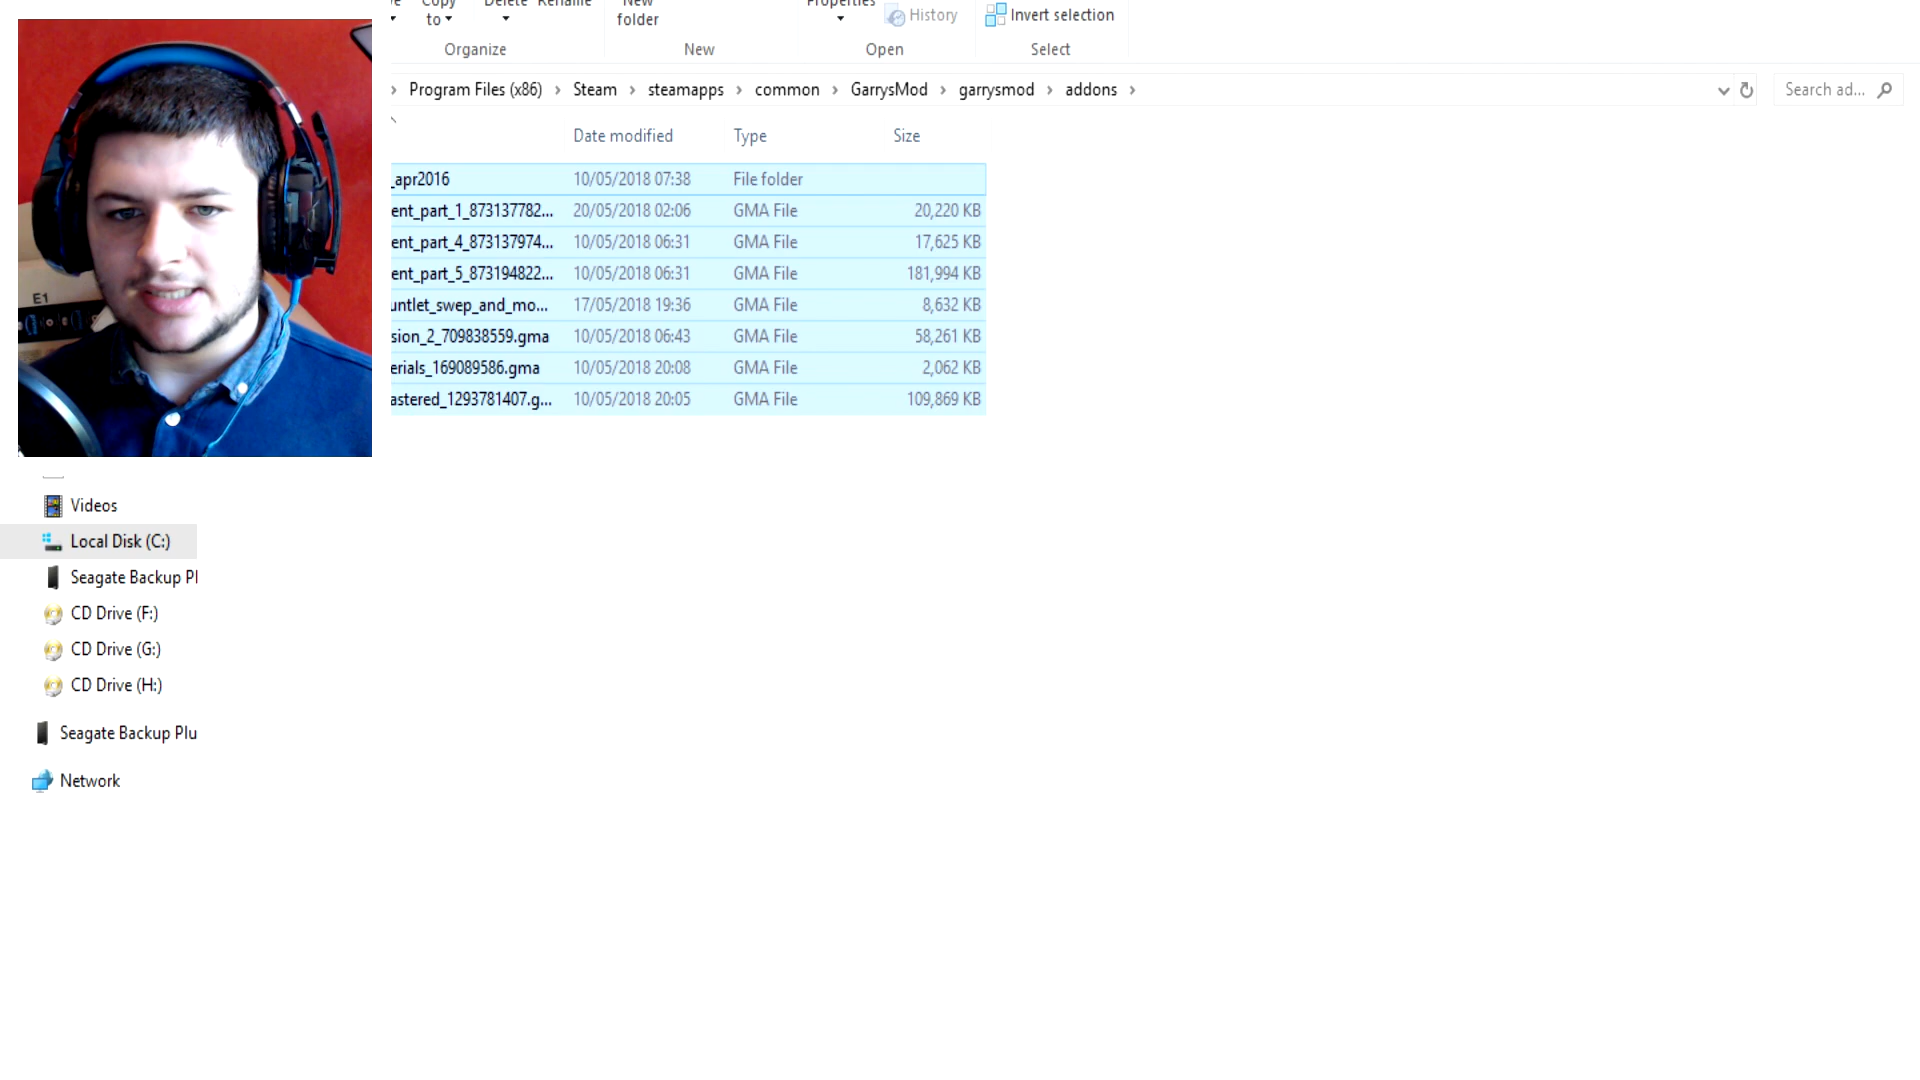 Copy Delete Rename New Properties
to folder History Invert selection
Organize New Open Select
Program Files (x86) › Steam › steamapps › common › GarrysMod › garrysmod › addons ›
Search ad...
Date modified Type Size
_apr2016 10/05/2018 07:38 File folder
ent_part_1_873137782... 20/05/2018 02:06 GMA File 20,220 KB
ent_part_4_873137974... 10/05/2018 06:31 GMA File 17,625 KB
ent_part_5_873194822... 10/05/2018 06:31 GMA File 181,994 KB
untlet_swep_and_mo... 17/05/2018 19:36 GMA File 8,632 KB
sion_2_709838559.gma 10/05/2018 06:43 GMA File 58,261 KB
erials_169089586.gma 10/05/2018 20:08 GMA File 2,062 KB
astered_1293781407.g... 10/05/2018 20:05 GMA File 109,869 KB
E1
Videos
Local Disk (C:)
Seagate Backup Pl
CD Drive (F:)
CD Drive (G:)
CD Drive (H:)
Seagate Backup Plu
Network